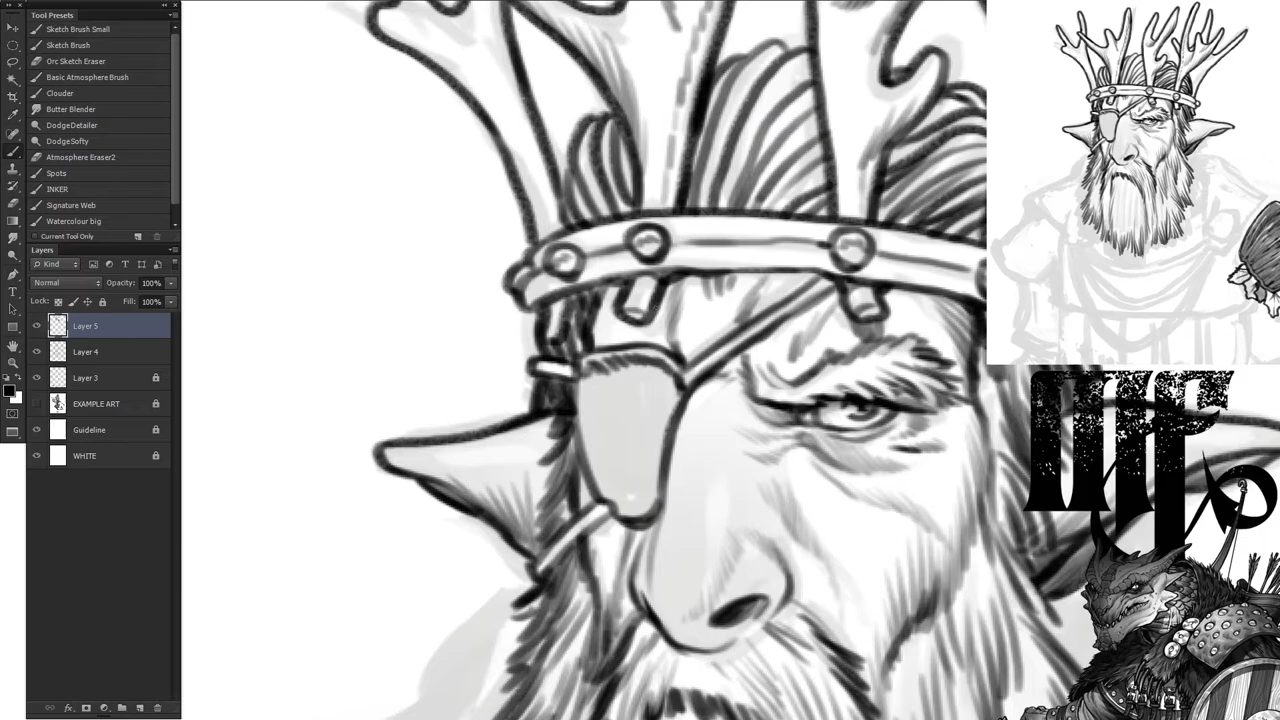 Tool Presets
Sketch Brush Small
Sketch Brush
Orc Sketch Eraser
Basic Atmosphere Brush
Clouder
Butter Blender
DodgeDetailer
DodgeSofty
Atmosphere Eraser2
Spots
INKER
Signature Web
Watercolour big
Current Tool Only
Layers
Kind
Normal
Opacity: 100%
Lock:
Fill: 100%
Layer 5
Layer 4
Layer 3
EXAMPLE ART
Guideline
WHITE